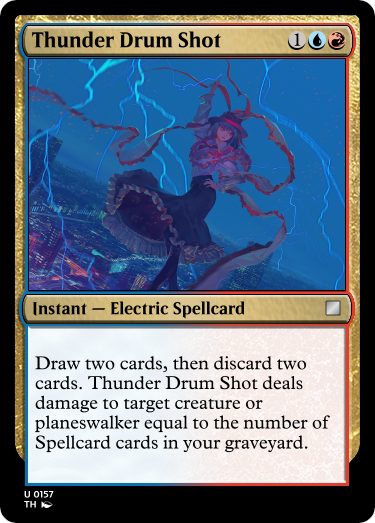 Thunder Drum Shot 1
Instant — Electric Spellcard
Draw two cards, then discard two
cards. Thunder Drum Shot deals
damage to target creature or
planeswalker equal to the number of
Spellcard cards in your graveyard.
U 0157
TH